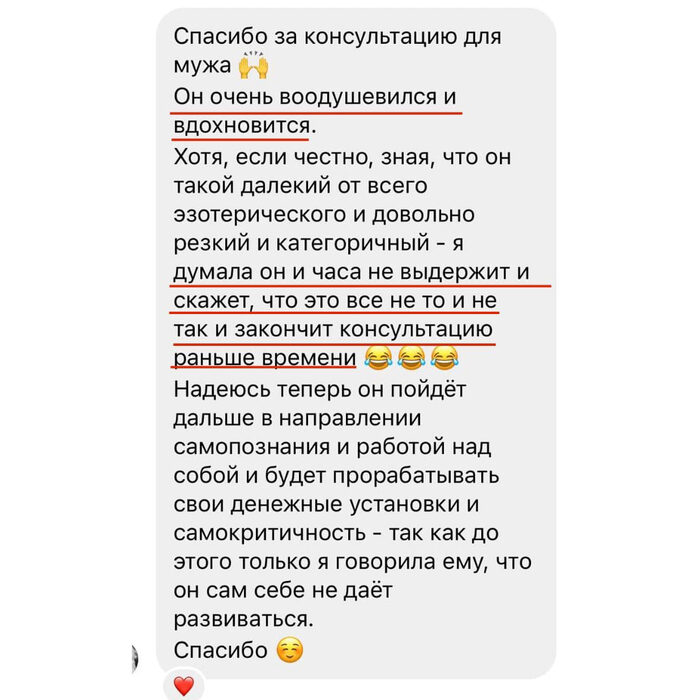 Спасибо за консультацию для
мужа 🙌
Он очень воодушевился и
вдохновится.
Хотя, если честно, зная, что он
такой далекий от всего
эзотерического и довольно
резкий и категоричный - я
думала он и часа не выдержит и
скажет, что это все не то и не
так и закончит консультацию
раньше времени 😂😂😂
Надеюсь теперь он пойдёт
дальше в направлении
самопознания и работой над
собой и будет прорабатывать
свои денежные установки и
самокритичность - так как до
этого только я говорила ему, что
он сам себе не даёт
развиваться.
Спасибо ☺️